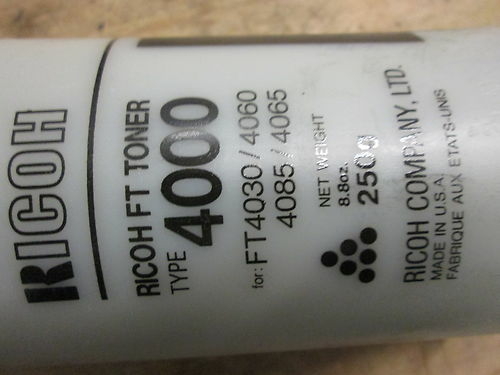 RICOH
RICOH FT TONER
TYPE 4000
for: FT4030/4060
4085/4065
NET WEIGHT
8.8oz.
250g
RICOH COMPANY, LTD.
MADE IN U.S.A.
FABRIQUE AUX ETATS-UNIS